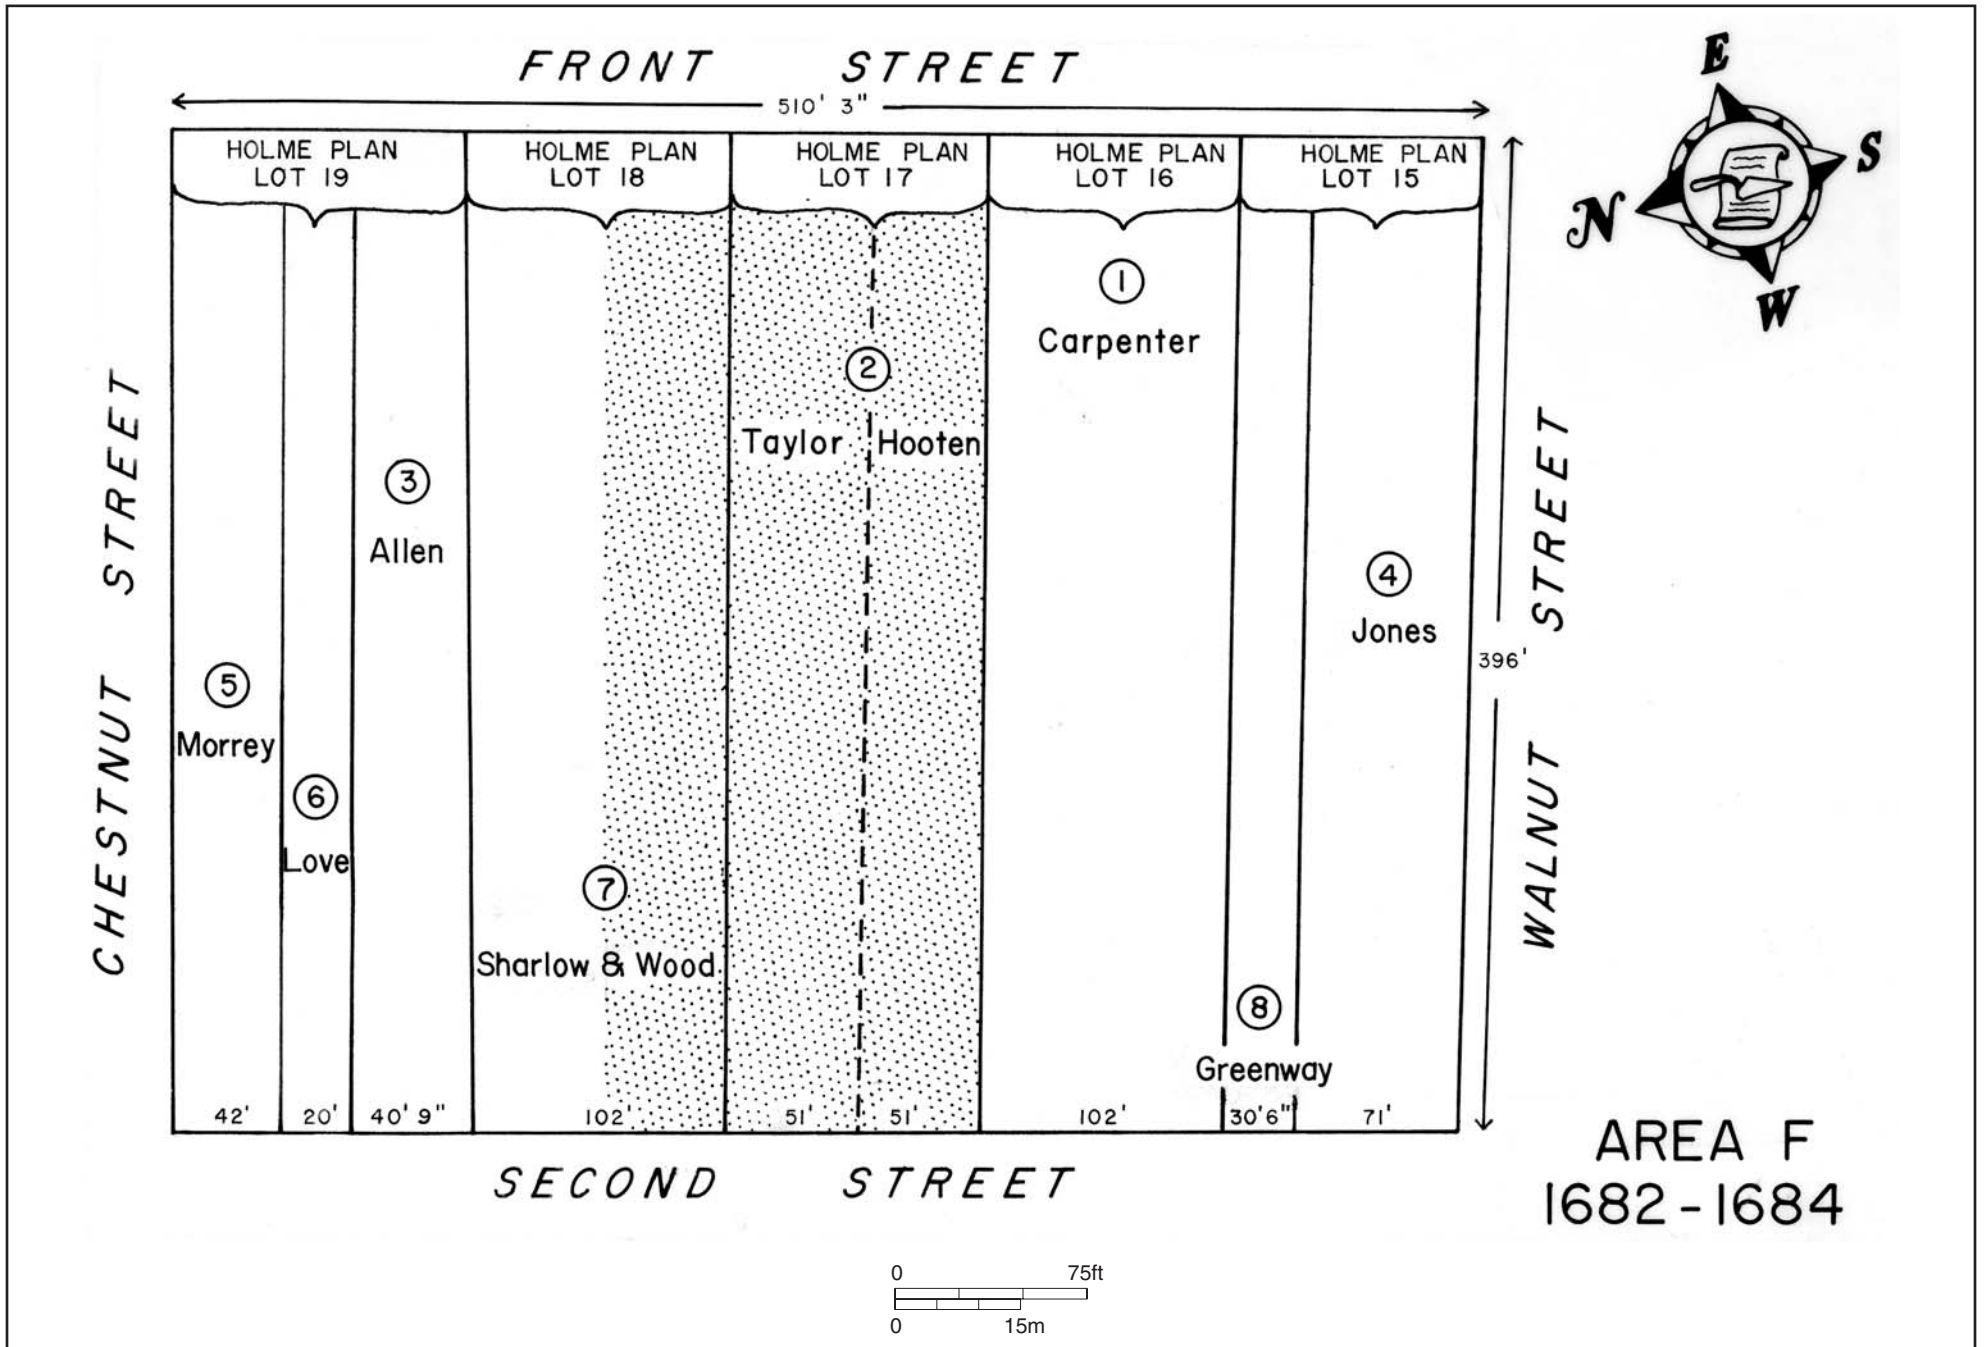 FRONT STREET
510' 3"
HOLME PLAN
LOT 19
HOLME PLAN
LOT 18
HOLME PLAN
LOT 17
HOLME PLAN
LOT 16
HOLME PLAN
LOT 15
E
S
N
W
1
Carpenter
2
Taylor
Hooten
3
Allen
4
Jones
CHESTNUT STREET
WALNUT STREET
396'
5
Morrey
6
Love
7
Sharlow & Wood
8
Greenway
42'
20'
40' 9"
102'
51'
51'
102'
30'6"
71'
SECOND STREET
AREA F
1682-1684
0 75ft
0 15m